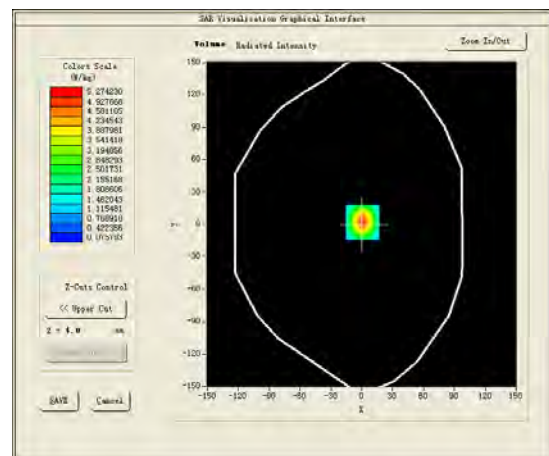 SAR Visualisation Graphical Interface
Volume Radiated Intensity
Zoom In/Out
Colors Scale
(W/kg)
5.274230
4.927668
4.581105
4.234543
3.887981
3.541418
3.194856
2.848293
2.501731
2.155168
1.808606
1.462043
1.115481
0.768918
0.422356
0.075793
150
120
90
60
30
0
-30
-60
-90
-120
-150
-150 -120 -90 -60 -30 0 30 60 90 120 150
X
Z-Cuts Control
<< Upper Cut
Z = 4.0 mm
SAVE
Cancel